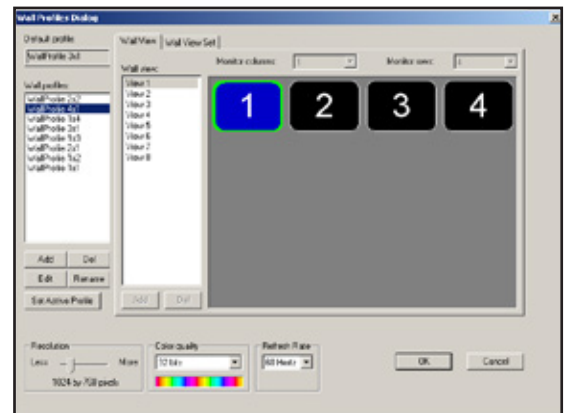 Wall Profiles Dialog
Default profile
WallProfile 3x1
Wall profiles
WallProfile 2x2
WallProfile 4x1
WallProfile 1x4
WallProfile 3x1
WallProfile 1x3
WallProfile 2x1
WallProfile 1x2
WallProfile 1x1
Add
Del
Edit
Rename
Set Active Profile
Wall View
Wall View Set
Wall views:
View 1
View 2
View 3
View 4
View 5
View 6
View 7
View 8
Add
Del
Monitor columns:
Monitor rows:
1
2
3
4
Resolution
Less
More
1024 by 768 pixels
Color quality
32 bits
Refresh Rate
60 Hertz
OK
Cancel